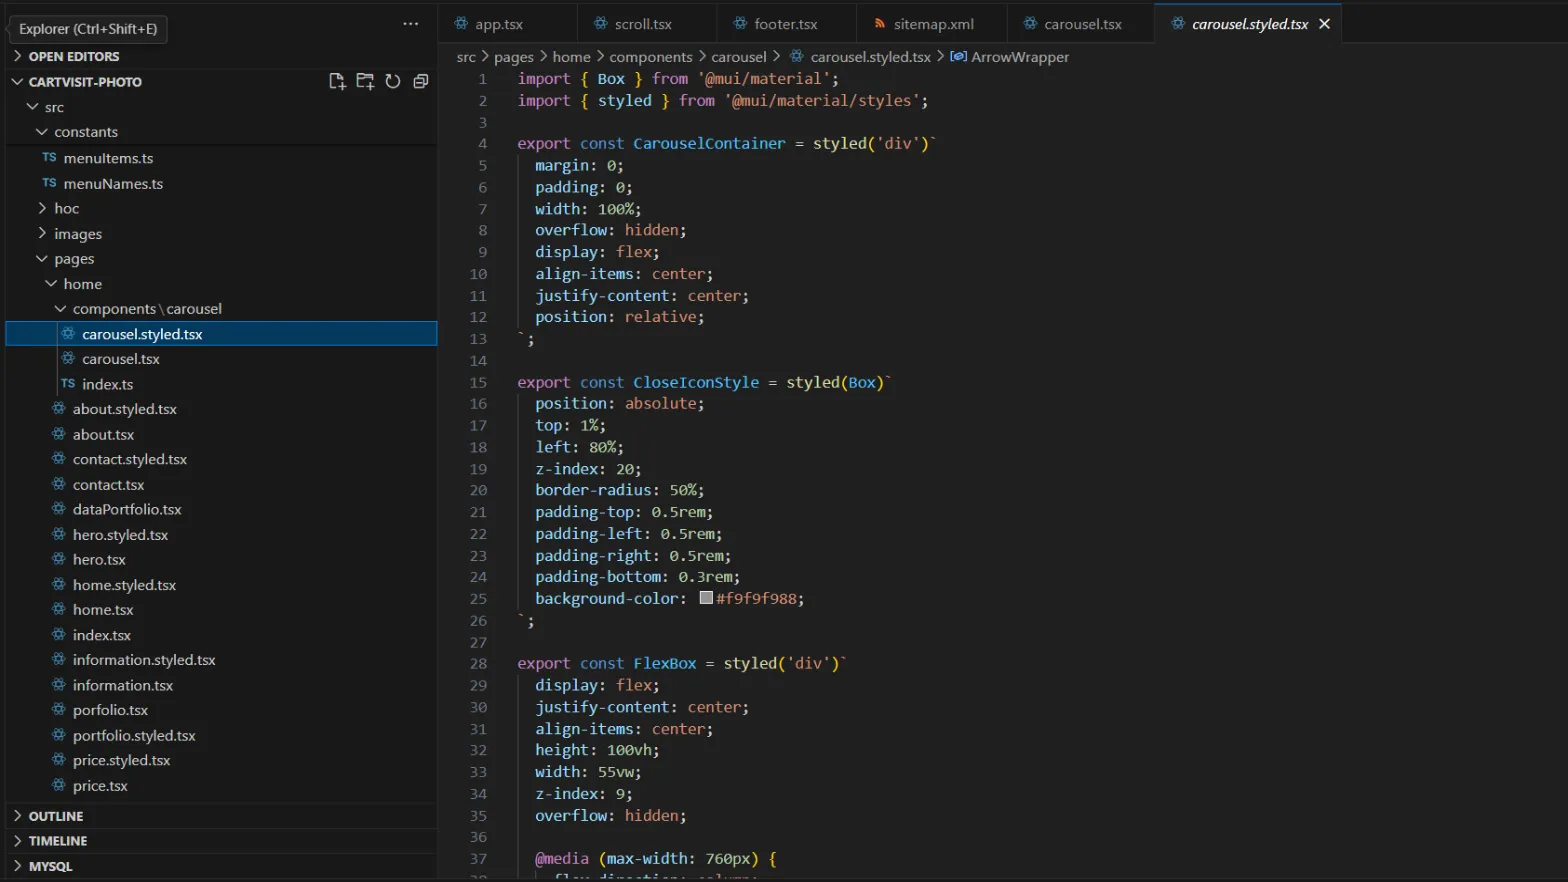 Explorer (Ctrl+Shift+E)
...
OPEN EDITORS
CARTVISIT-PHOTO
src
constants
TS menuItems.ts
TS menuNames.ts
hoc
images
pages
home
components\carousel
carousel.styled.tsx
carousel.tsx
TS index.ts
about.styled.tsx
about.tsx
contact.styled.tsx
contact.tsx
dataPortfolio.tsx
hero.styled.tsx
hero.tsx
home.styled.tsx
home.tsx
index.tsx
information.styled.tsx
information.tsx
porfolio.tsx
portfolio.styled.tsx
price.styled.tsx
price.tsx
OUTLINE
TIMELINE
MYSQL
app.tsx scroll.tsx footer.tsx sitemap.xml carousel.tsx carousel.styled.tsx
src > pages > home > components > carousel > carousel.styled.tsx > ArrowWrapper
1 import { Box } from '@mui/material';
2 import { styled } from '@mui/material/styles';
3
4 export const CarouselContainer = styled('div')`
5 margin: 0;
6 padding: 0;
7 width: 100%;
8 overflow: hidden;
9 display: flex;
10 align-items: center;
11 justify-content: center;
12 position: relative;
13 `;
14
15 export const CloseIconStyle = styled(Box)`
16 position: absolute;
17 top: 1%;
18 left: 80%;
19 z-index: 20;
20 border-radius: 50%;
21 padding-top: 0.5rem;
22 padding-left: 0.5rem;
23 padding-right: 0.5rem;
24 padding-bottom: 0.3rem;
25 background-color: #f9f9f988;
26 `;
27
28 export const FlexBox = styled('div')`
29 display: flex;
30 justify-content: center;
31 align-items: center;
32 height: 100vh;
33 width: 55vw;
34 z-index: 9;
35 overflow: hidden;
36
37 @media (max-width: 760px) {